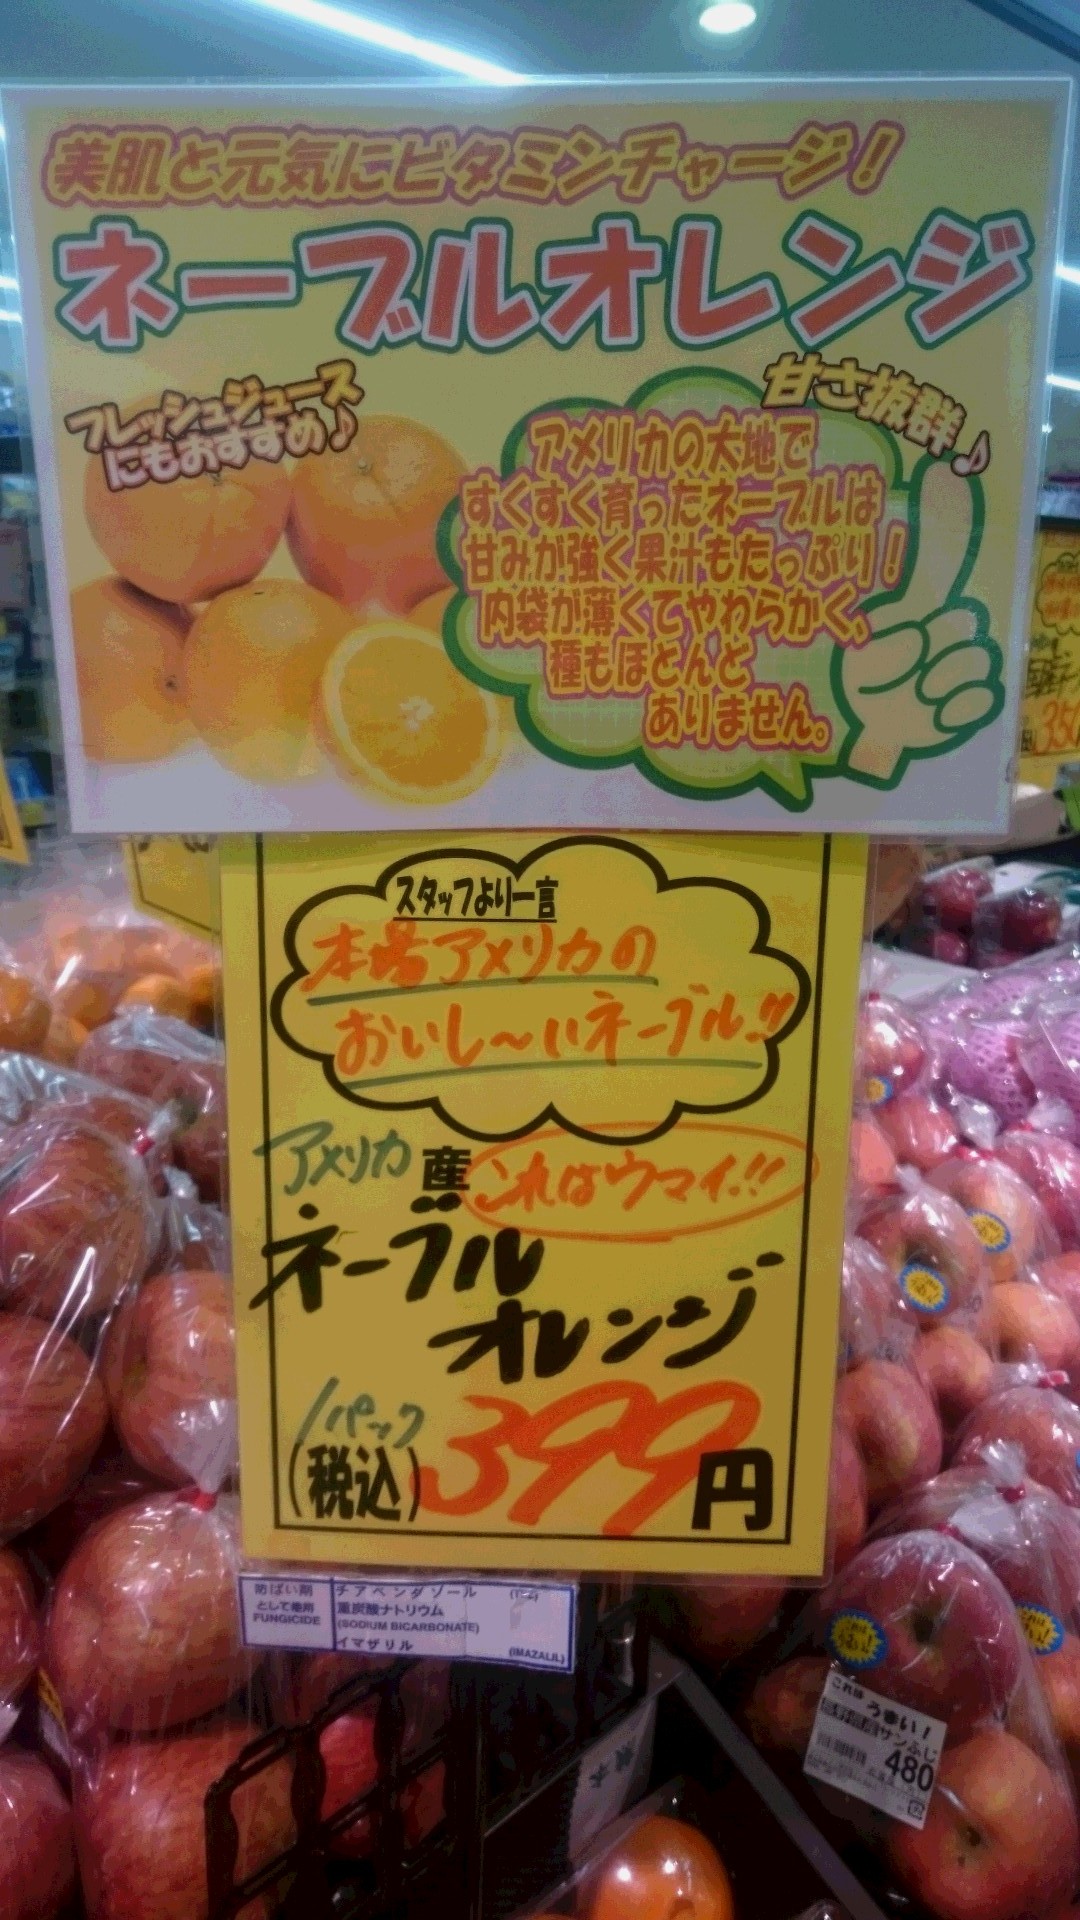 美肌と元気にビタミンチャージ！
ネーブルオレンジ
フレッシュジュース
にもおすすめ♪
甘さ抜群♪
アメリカの大地で
すくすく育ったネーブルは
甘みが強く果汁もたっぷり！
内袋が薄くてやわらかく、
種もほとんど
ありません。
スタッフより一言
本場アメリカの
おいし〜いネーブル!!
アメリカ産
これはウマイ!!
ネーブル
オレンジ
1パック
(税込)
399円
防ばい剤
として使用
FUNGICIDE
チアベンダゾール
重炭酸ナトリウム
(SODIUM BICARBONATE)
イマザリル
(IMAZALIL)
これは
うまい！
サンふじ
480
350